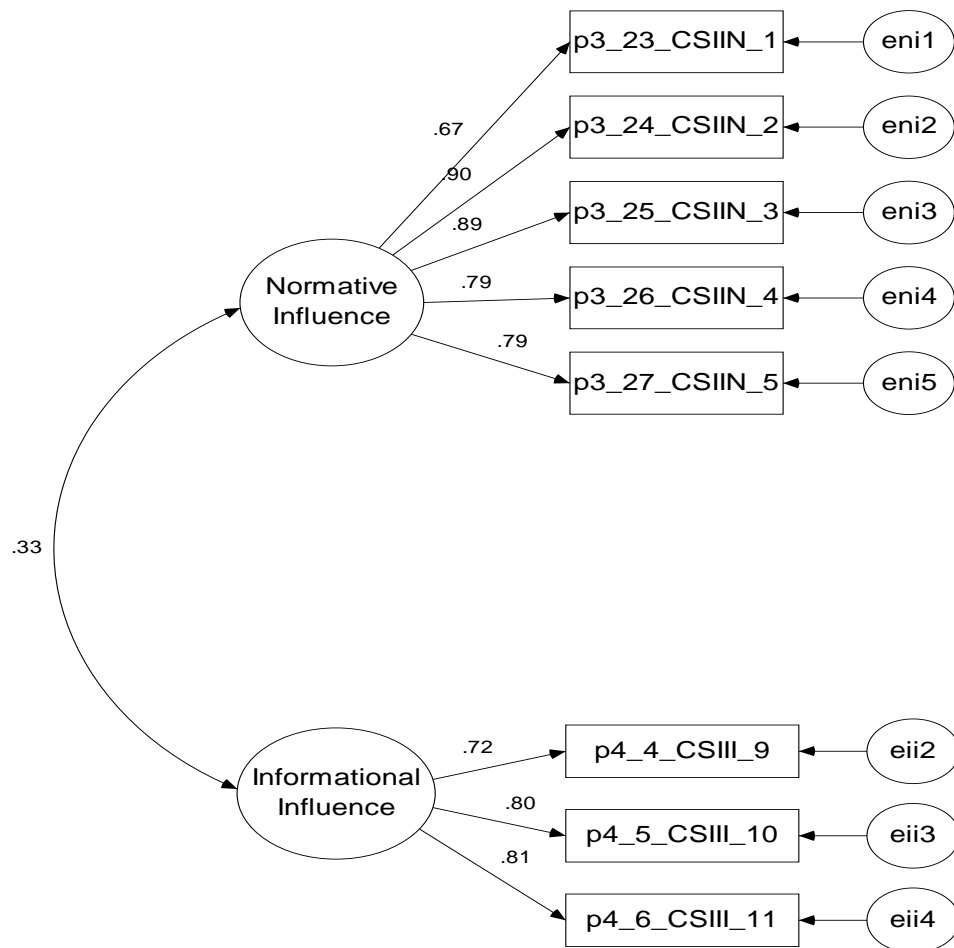 p3_23_CSIIN_1
eni1
.67
p3_24_CSIIN_2
eni2
.90
p3_25_CSIIN_3
eni3
.89
Normative
Influence
.79
p3_26_CSIIN_4
eni4
.79
p3_27_CSIIN_5
eni5
.33
.72
p4_4_CSIII_9
eii2
Informational
Influence
.80
p4_5_CSIII_10
eii3
.81
p4_6_CSIII_11
eii4